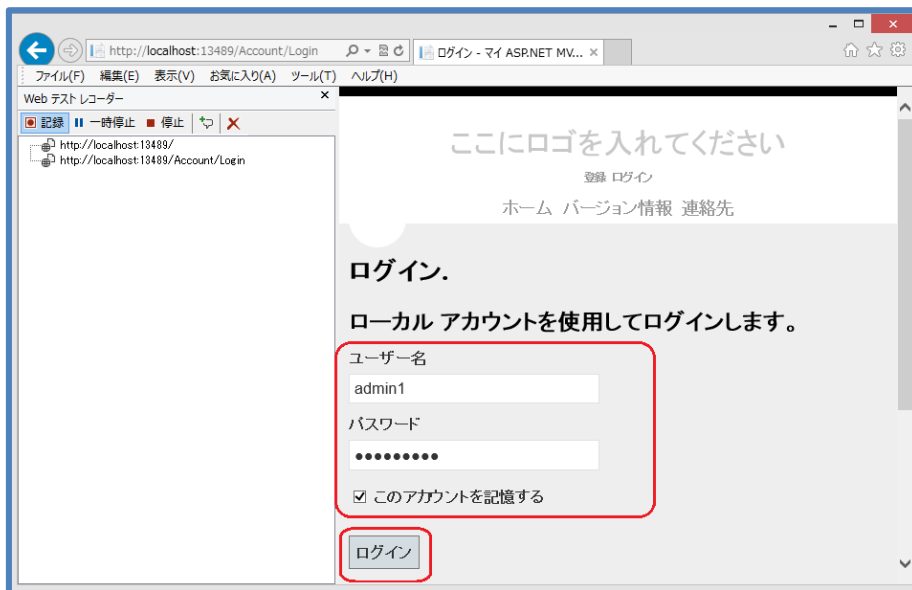 http://localhost:13489/Account/Login
ログイン - マイ ASP.NET MV... ×
ファイル(F) 編集(E) 表示(V) お気に入り(A) ツール(T) ヘルプ(H)
Web テスト レコーダー ×
記録 一時停止 停止
http://localhost:13489/
http://localhost:13489/Account/Login
ここにロゴを入れてください
登録 ログイン
ホーム バージョン情報 連絡先
ログイン.
ローカル アカウントを使用してログインします。
ユーザー名
admin1
パスワード
•••••••••
このアカウントを記憶する
ログイン